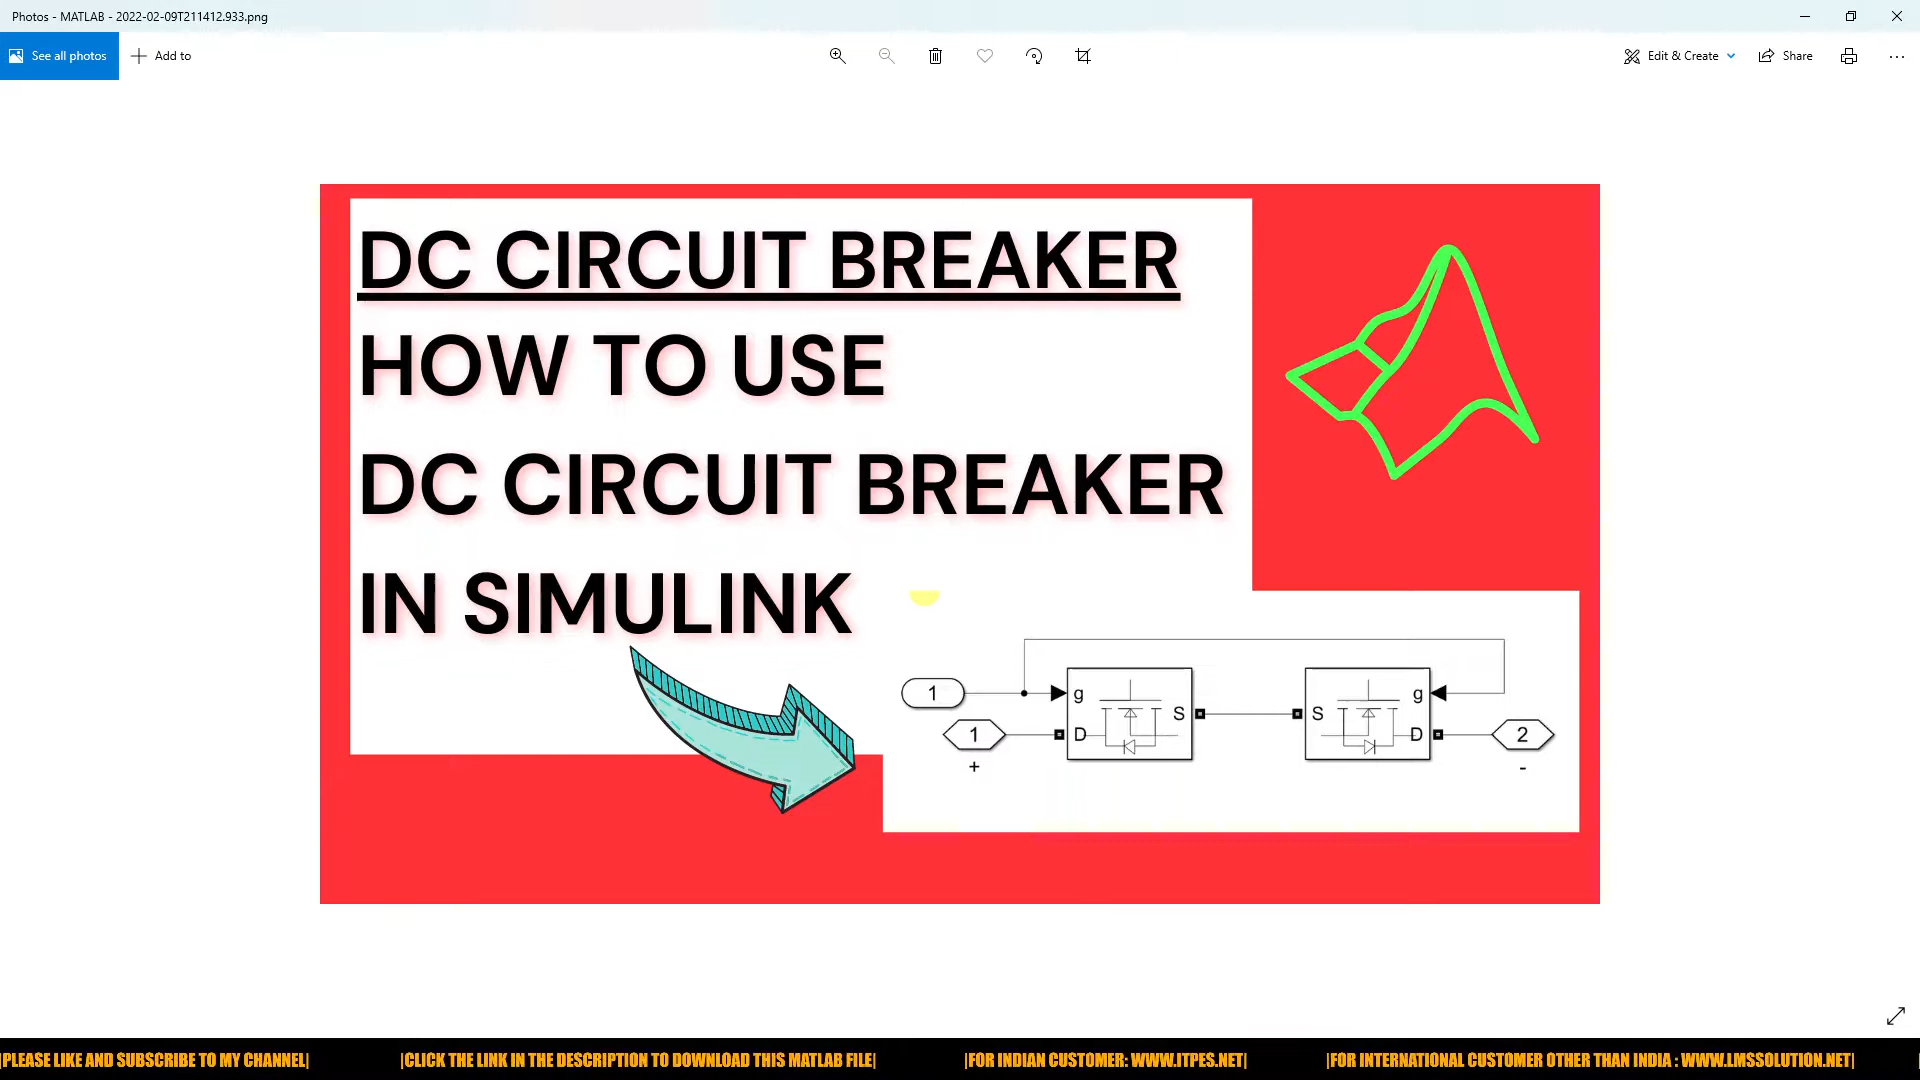 Photos - MATLAB - 2022-02-09T211412.933.png
See all photos
Add to
Edit & Create
Share
DC CIRCUIT BREAKER
HOW TO USE
DC CIRCUIT BREAKER
IN SIMULINK
1
g
S
D
1
+
S
g
D
2
-
|PLEASE LIKE AND SUBSCRIBE TO MY CHANNEL|
|CLICK THE LINK IN THE DESCRIPTION TO DOWNLOAD THIS MATLAB FILE|
|FOR INDIAN CUSTOMER: WWW.ITPES.NET|
|FOR INTERNATIONAL CUSTOMER OTHER THAN INDIA : WWW.LMSSOLUTION.NET|